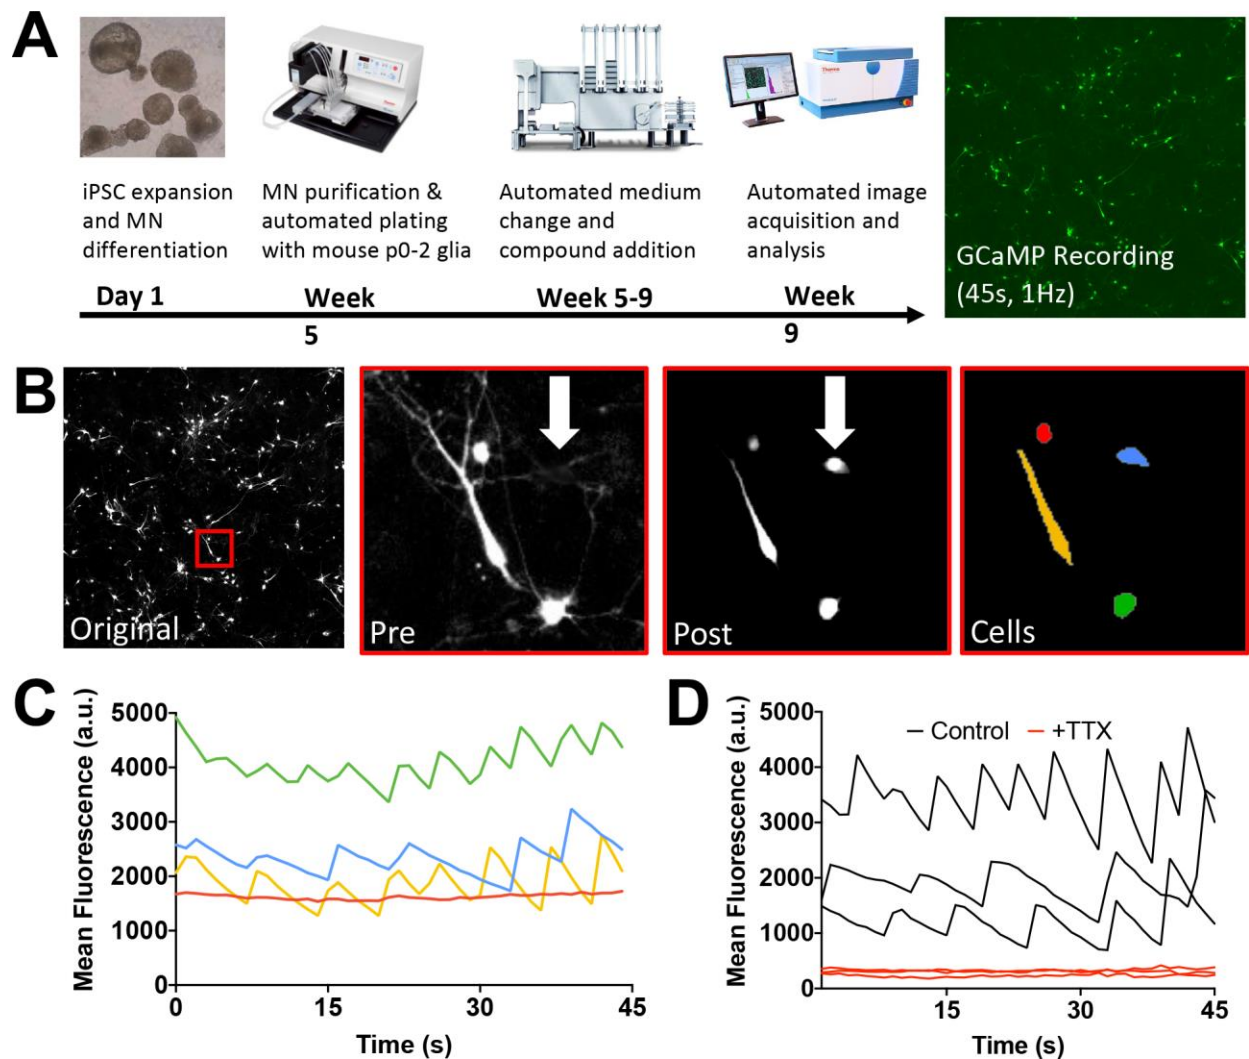 A
iPSC expansion
and MN
differentiation
MN purification &
automated plating
with mouse p0-2 glia
Automated medium
change and
compound addition
Automated image
acquisition and
analysis
Day 1
Week
5
Week 5-9
Week
9
GCaMP Recording
(45s, 1Hz)
B
Original
Pre
Post
Cells
C
Mean Fluorescence (a.u.)
5000
4000
3000
2000
1000
0
0
15
30
45
Time (s)
D
Mean Fluorescence (a.u.)
Control
+TTX
5000
4000
3000
2000
1000
0
15
30
45
Time (s)